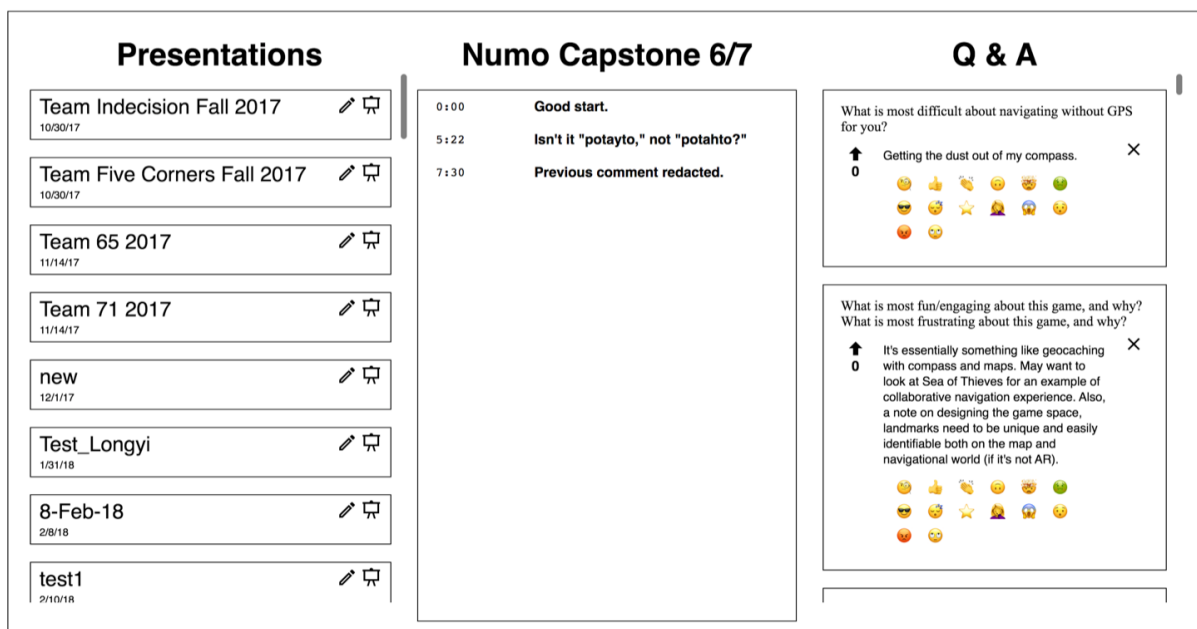 Presentations
Team Indecision Fall 2017
10/30/17
Team Five Corners Fall 2017
10/30/17
Team 65 2017
11/14/17
Team 71 2017
11/14/17
new
12/1/17
Test_Longyi
1/31/18
8-Feb-18
2/8/18
test1
2/10/18
Numo Capstone 6/7
0:00 Good start.
5:22 Isn't it "potayto," not "potahto?"
7:30 Previous comment redacted.
Q & A
What is most difficult about navigating without GPS
for you?
Getting the dust out of my compass.
0
What is most fun/engaging about this game, and why?
What is most frustrating about this game, and why?
It's essentially something like geocaching
0 with compass and maps. May want to
look at Sea of Thieves for an example of
collaborative navigation experience. Also,
a note on designing the game space,
landmarks need to be unique and easily
identifiable both on the map and
navigational world (if it's not AR).